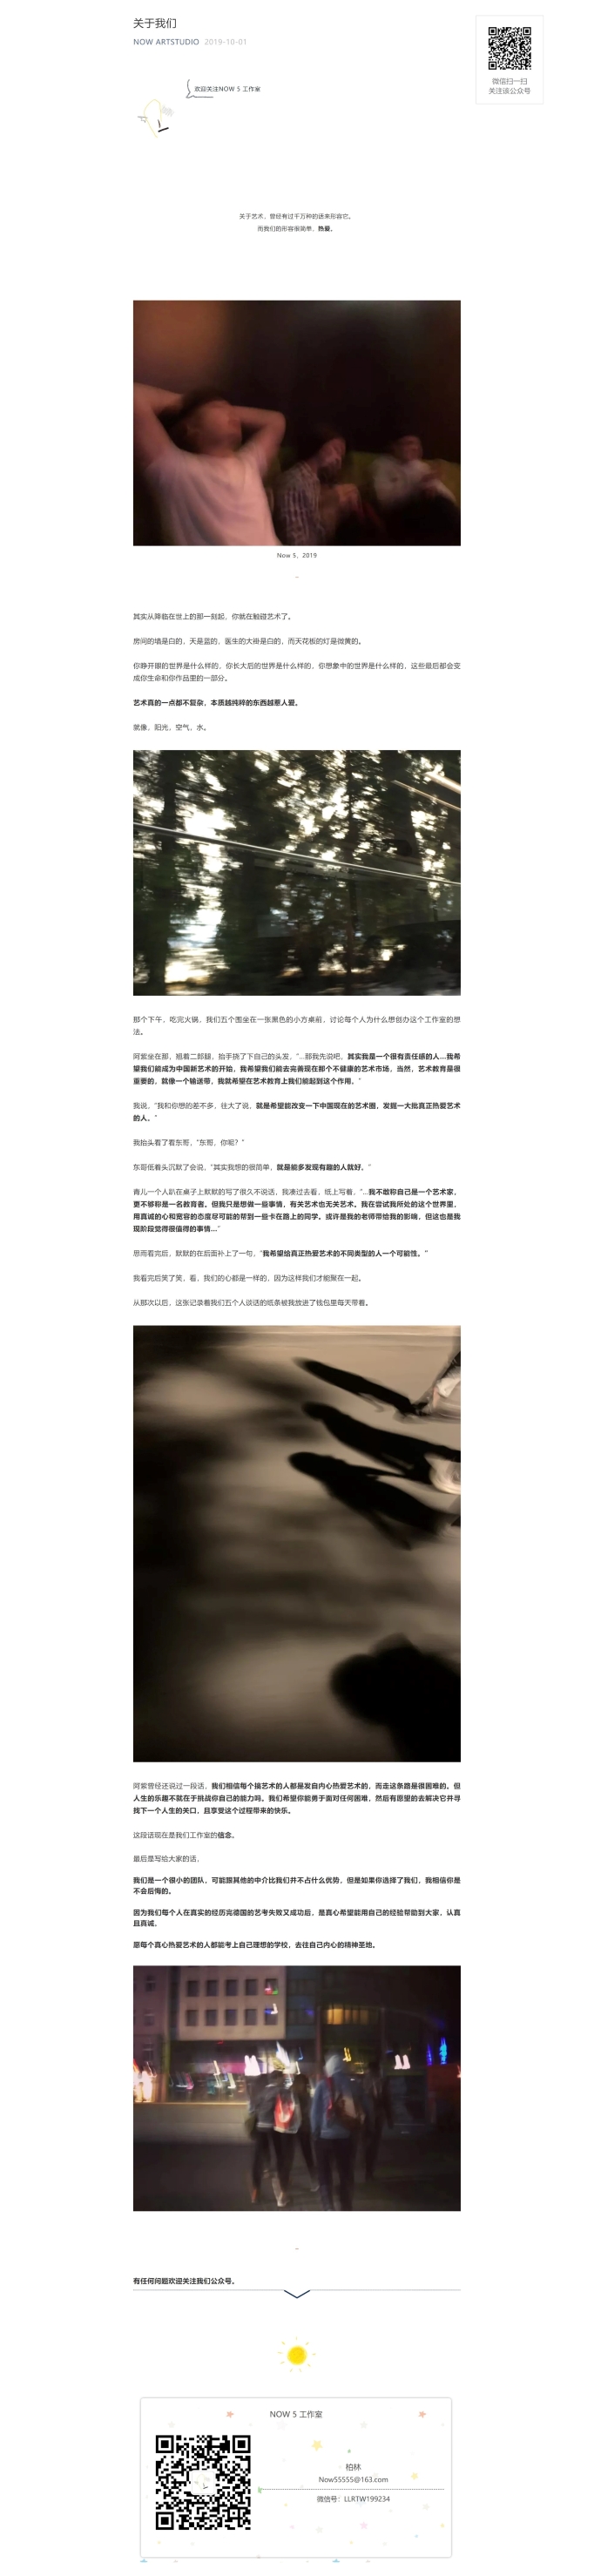 关于我们
NOW ARTSTUDIO 2019-10-01
微信扫一扫
关注该公众号
欢迎关注NOW 5 工作室
关于艺术，曾经有过千万种的语来形容它。
而我们的形容很简单，热爱。
Now 5，2019
其实从降临在世上的那一刻起，你就在触碰艺术了。
房间的墙是白的，天是蓝的，医生的大褂是白的，而天花板的灯是微黄的。
你睁开眼的世界是什么样的，你长大后的世界是什么样的，你想象中的世界是什么样的，这些最后都会变
成你生命和你作品里的一部分。
艺术真的一点都不复杂，本质越纯粹的东西越惹人爱。
就像，阳光，空气，水。
那个下午，吃完火锅，我们五个围坐在一张黑色的小方桌前，讨论每个人为什么想创办这个工作室的想
法。
阿紫坐在那，祖着二郎腿，抬手挠了下自己的头发，“...那我先说吧，其实我是一个很有责任感的人...我希
望我们能成为中国新艺术的开始，我希望我们能去完善现在那个不健康的艺术市场，当然，艺术教育是很
重要的，就像一个输送带，我就希望在艺术教育上我们能起到这个作用。”
我说，“我和你想的差不多，往大了说，就是希望能改变一下中国现在的艺术圈，发掘一大批真正热爱艺术
的人。”
我抬头看了看东哥，“东哥，你呢？”
东哥低着头沉默了会说，“其实我想的很简单，就是能多发现有趣的人就好。”
肯儿一个人趴在桌子上默默的写了很久不说话，我凑过去看，纸上写着，“...我不敢称自己是一个艺术家，
更不够称是一名教育者。但我只是想做一些事情，有关艺术也无关艺术。我在尝试我所处的这个世界里，
用真诚的心和宽容的态度尽可能的帮到一些卡在路上的同学。或许是我的老师带给我的影响，但这也是我
现阶段觉得很值得的事情...”
思雨看完后，默默的在后面补上了一句，“我希望给真正热爱艺术的不同类型的人一个可能性。”
我看完后笑了笑，看，我们的心都是一样的，因为这样我们才能聚在一起。
从那次以后，这张记录着我们五个人谈话的纸条被我放进了钱包里每天带着。
阿紫曾经还说过一段话，我们相信每个搞艺术的人都是发自内心热爱艺术的，而走这条路是很困难的。但
人生的乐趣不就在于挑战你自己的能力吗。我们希望你能勇于面对任何困难，然后有愿望的去解决它并寻
找下一个人生的关口，且享受这个过程带来的快乐。
这段话现在是我们工作室的信念。
最后是写给大家的话，
我们是一个很小的团队，可能跟其他的中介比我们并不占什么优势，但是如果你选择了我们，我相信你是
不会后悔的。
因为我们每个人在真实的经历完德国的艺考失败又成功后，是真心希望能用自己的经验帮助到大家，认真
且真诚。
愿每个真心热爱艺术的人都能考上自己理想的学校，去往自己内心的精神圣地。
有任何问题欢迎关注我们公众号。
NOW 5 工作室
柏林
Now55555@163.com
微信号：LLRTW199234